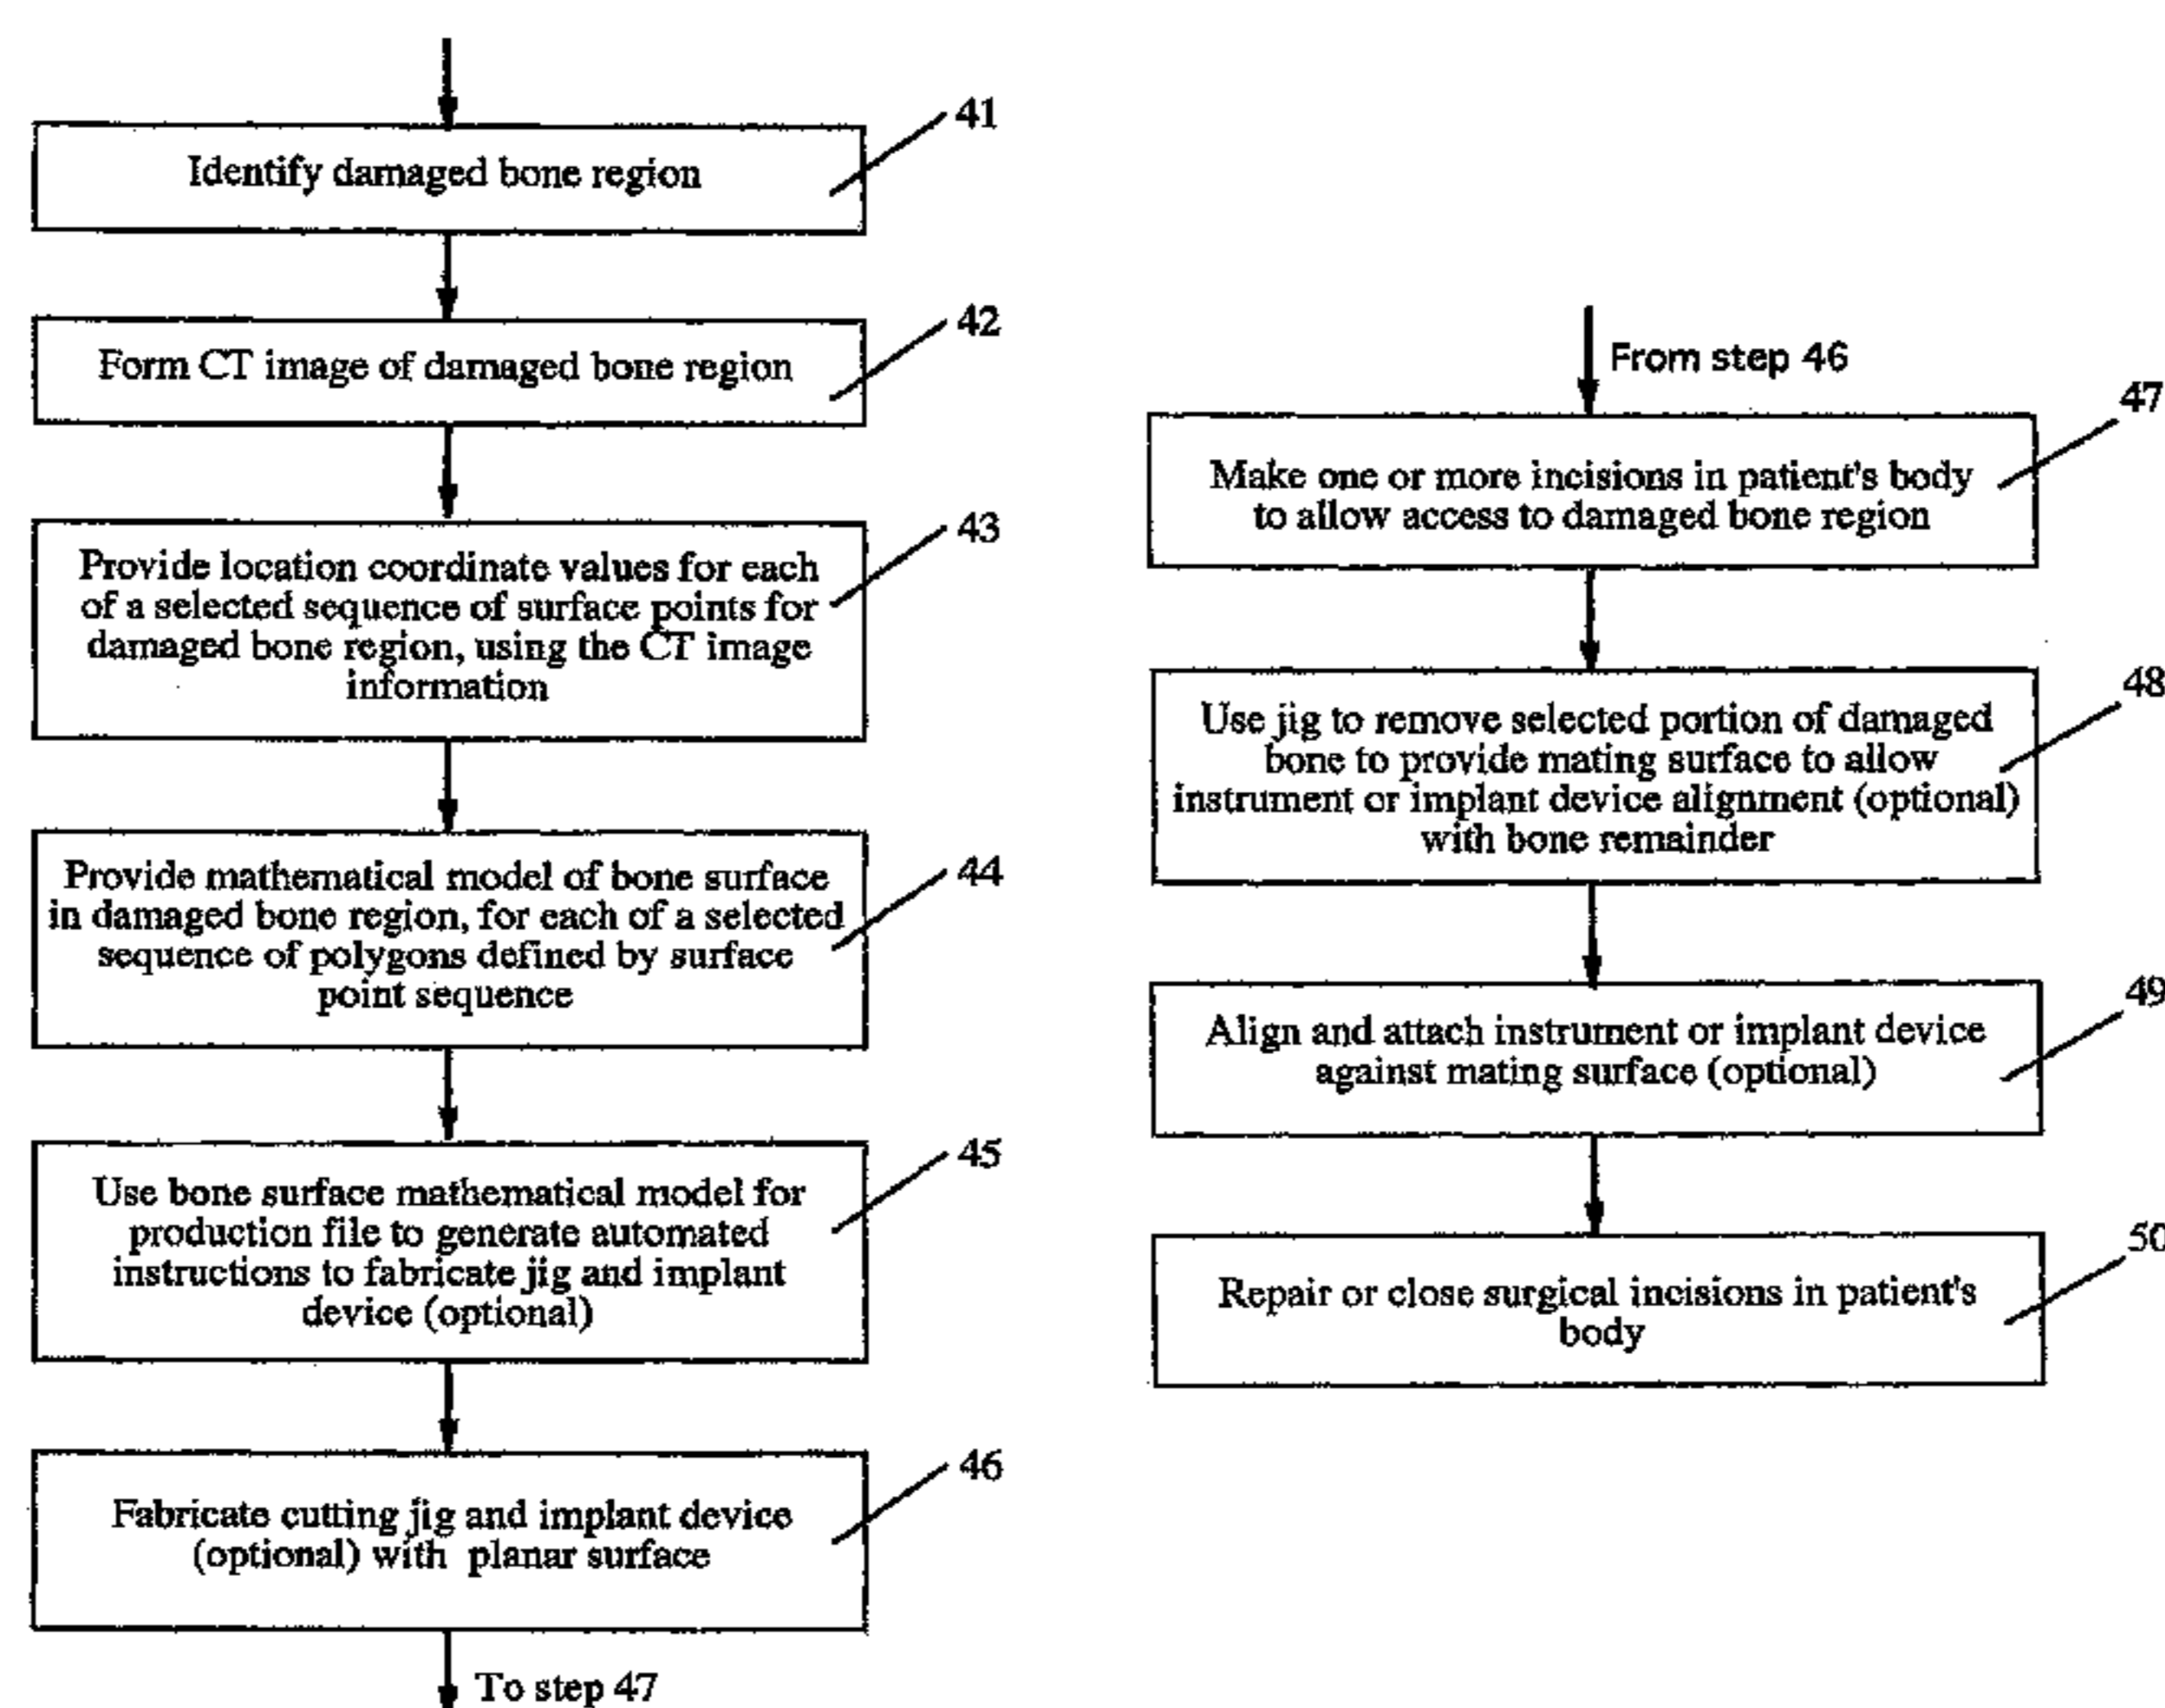 41
Identify damaged bone region
42
Form CT image of damaged bone region
43
Provide location coordinate values for each
of a selected sequence of surface points for
damaged bone region, using the CT image
information
44
Provide mathematical model of bone surface
in damaged bone region, for each of a selected
sequence of polygons defined by surface
point sequence
45
Use bone surface mathematical model for
production file to generate automated
instructions to fabricate jig and implant
device (optional)
46
Fabricate cutting jig and implant device
(optional) with planar surface
To step 47
From step 46
47
Make one or more incisions in patient's body
to allow access to damaged bone region
48
Use jig to remove selected portion of damaged
bone to provide mating surface to allow
instrument or implant device alignment (optional)
with bone remainder
49
Align and attach instrument or implant device
against mating surface (optional)
50
Repair or close surgical incisions in patient's
body